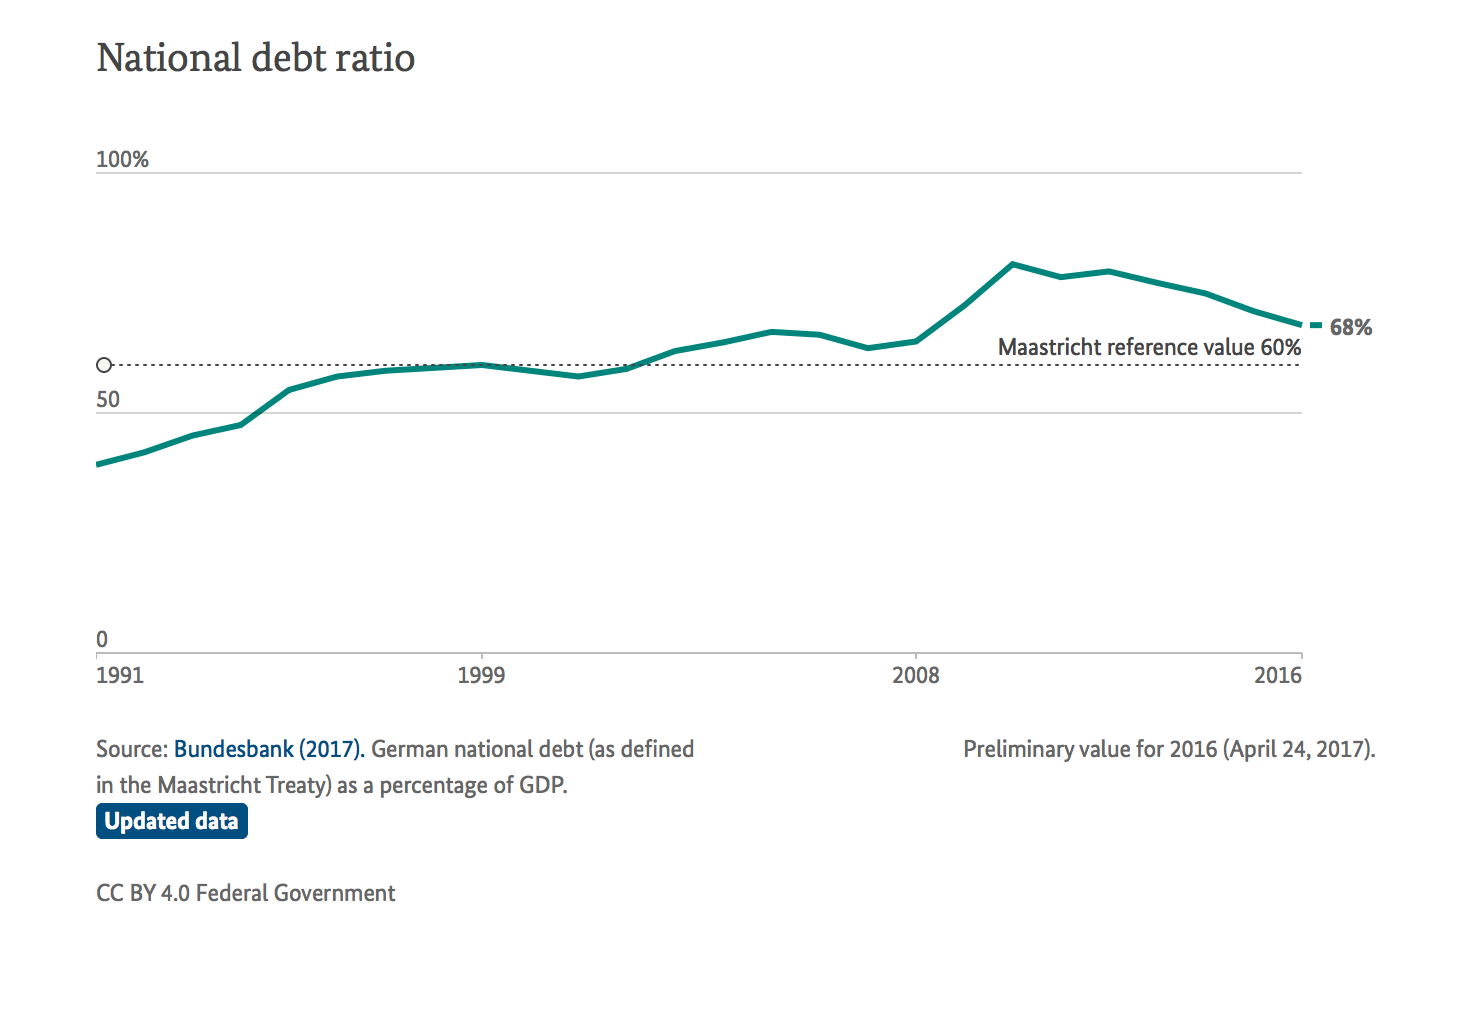 National debt ratio
100%
68%
Maastricht reference value 60%
50
0
1991 1999 2008 2016
Source: Bundesbank (2017). German national debt (as defined
in the Maastricht Treaty) as a percentage of GDP.
Preliminary value for 2016 (April 24, 2017).
Updated data
CC BY 4.0 Federal Government